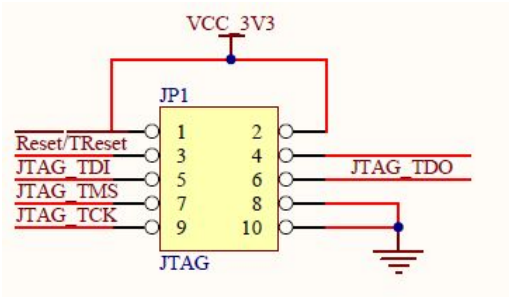 VCC_3V3
JP1
1 2
Reset/TReset 3 4
JTAG_TDI 5 6 JTAG_TDO
JTAG_TMS 7 8
JTAG_TCK 9 10
JTAG